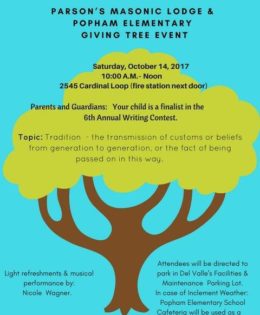 PARSON'S MASONIC LODGE &
POPHAM ELEMENTARY
GIVING TREE EVENT
Saturday, October 14, 2017
10:00 A.M.- Noon
2545 Cardinal Loop (fire station next door)
Parents and Guardians: Your child is a finalist in the
6th Annual Writing Contest.
Topic: Tradition - the transmission of customs or beliefs
from generation to generation, or the fact of being
passed on in this way.
Light refreshments & musical
performance by:
Nicole Wagner.
Attendees will be directed to
park in Del Valle's Facilities &
Maintenance Parking Lot.
In case of Inclement Weather:
Popham Elementary School
Cafeteria will be used as a